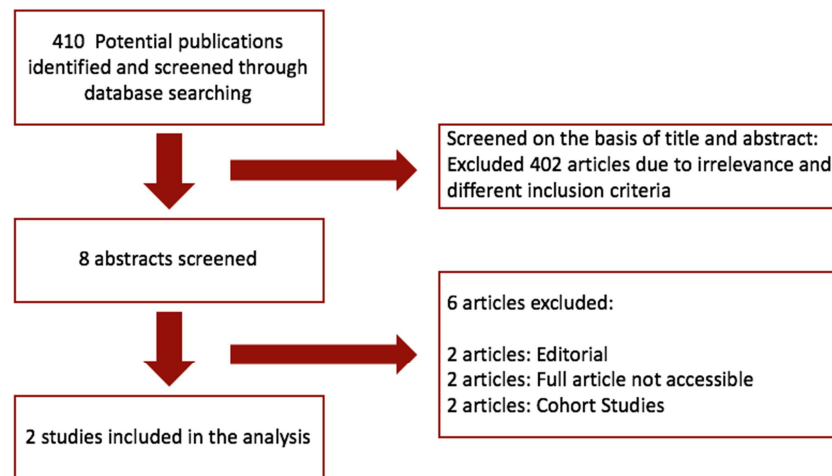 410 Potential publications
identified and screened through
database searching
Screened on the basis of title and abstract:
Excluded 402 articles due to irrelevance and
different inclusion criteria
8 abstracts screened
6 articles excluded:
2 articles: Editorial
2 articles: Full article not accessible
2 articles: Cohort Studies
2 studies included in the analysis